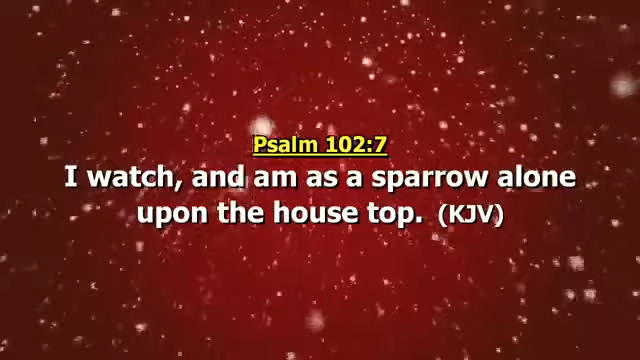 Psalm 102:7
I watch, and am as a sparrow alone
upon the house top. (KJV)